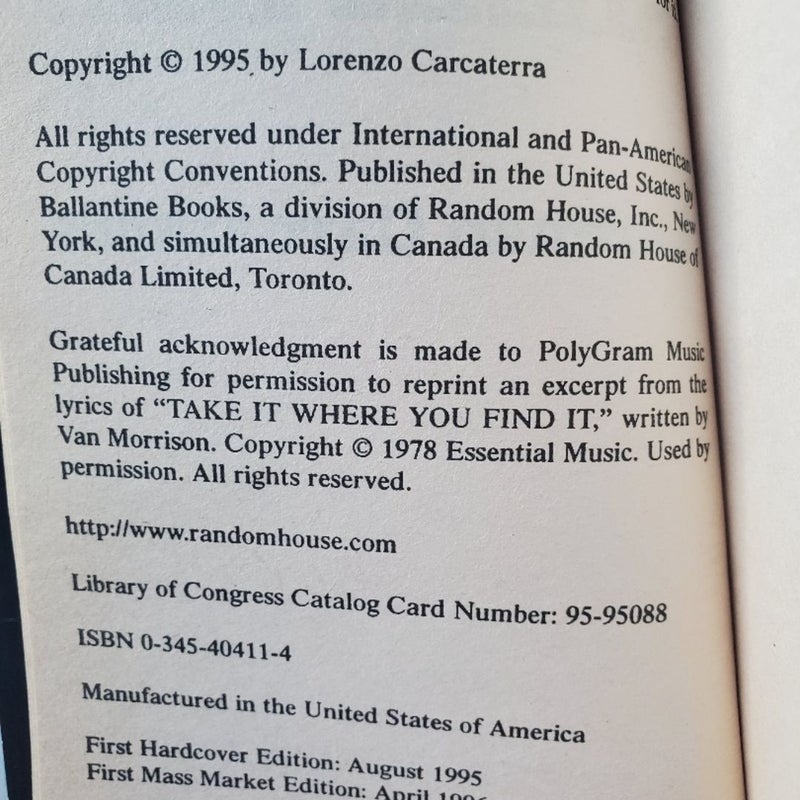 Copyright © 1995 by Lorenzo Carcaterra
All rights reserved under International and Pan-American
Copyright Conventions. Published in the United States by
Ballantine Books, a division of Random House, Inc., New
York, and simultaneously in Canada by Random House of
Canada Limited, Toronto.
Grateful acknowledgment is made to PolyGram Music
Publishing for permission to reprint an excerpt from the
lyrics of “TAKE IT WHERE YOU FIND IT,” written by
Van Morrison. Copyright © 1978 Essential Music. Used by
permission. All rights reserved.
http://www.randomhouse.com
Library of Congress Catalog Card Number: 95-95088
ISBN 0-345-40411-4
Manufactured in the United States of America
First Hardcover Edition: August 1995
First Mass Market Edition: April 1996